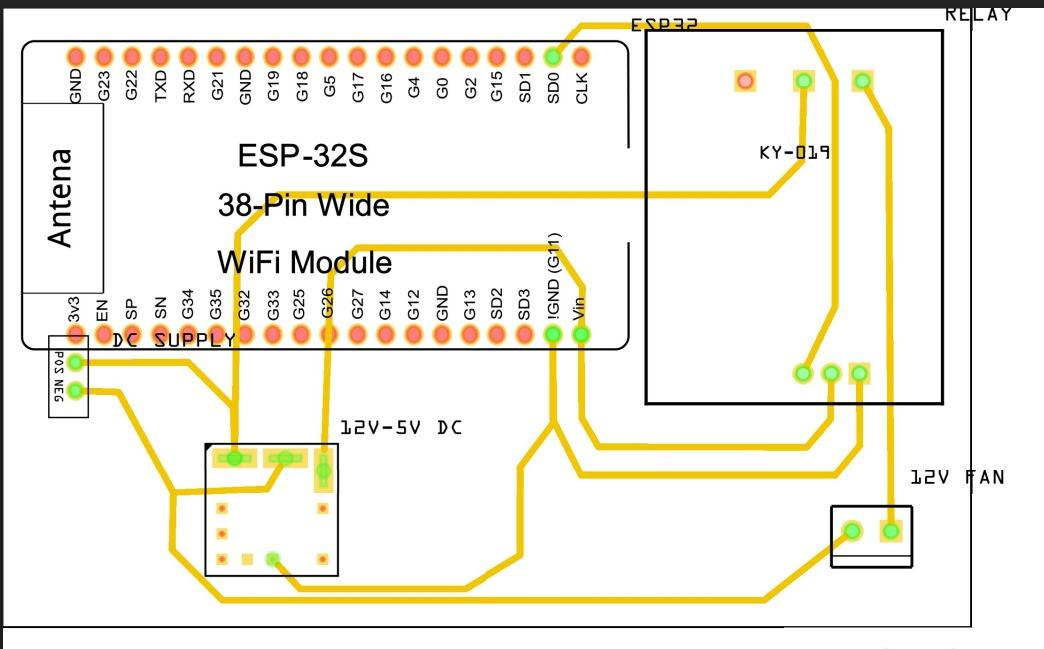 RELAY
ESP32
GND G23 G22 TXD RXD G21 GND G19 G18 G5 G17 G16 G4 G0 G2 G15 SD1 SD0 CLK
KY-019
Antena
ESP-32S
38-Pin Wide
WiFi Module
3v3 EN SP SN G34 G35 G32 G33 G25 G26 G27 G14 G12 GND G13 SD2 SD3 !GND (G11) Vin
DC SUPPLY
POS NEG
12V-5V DC
12V FAN